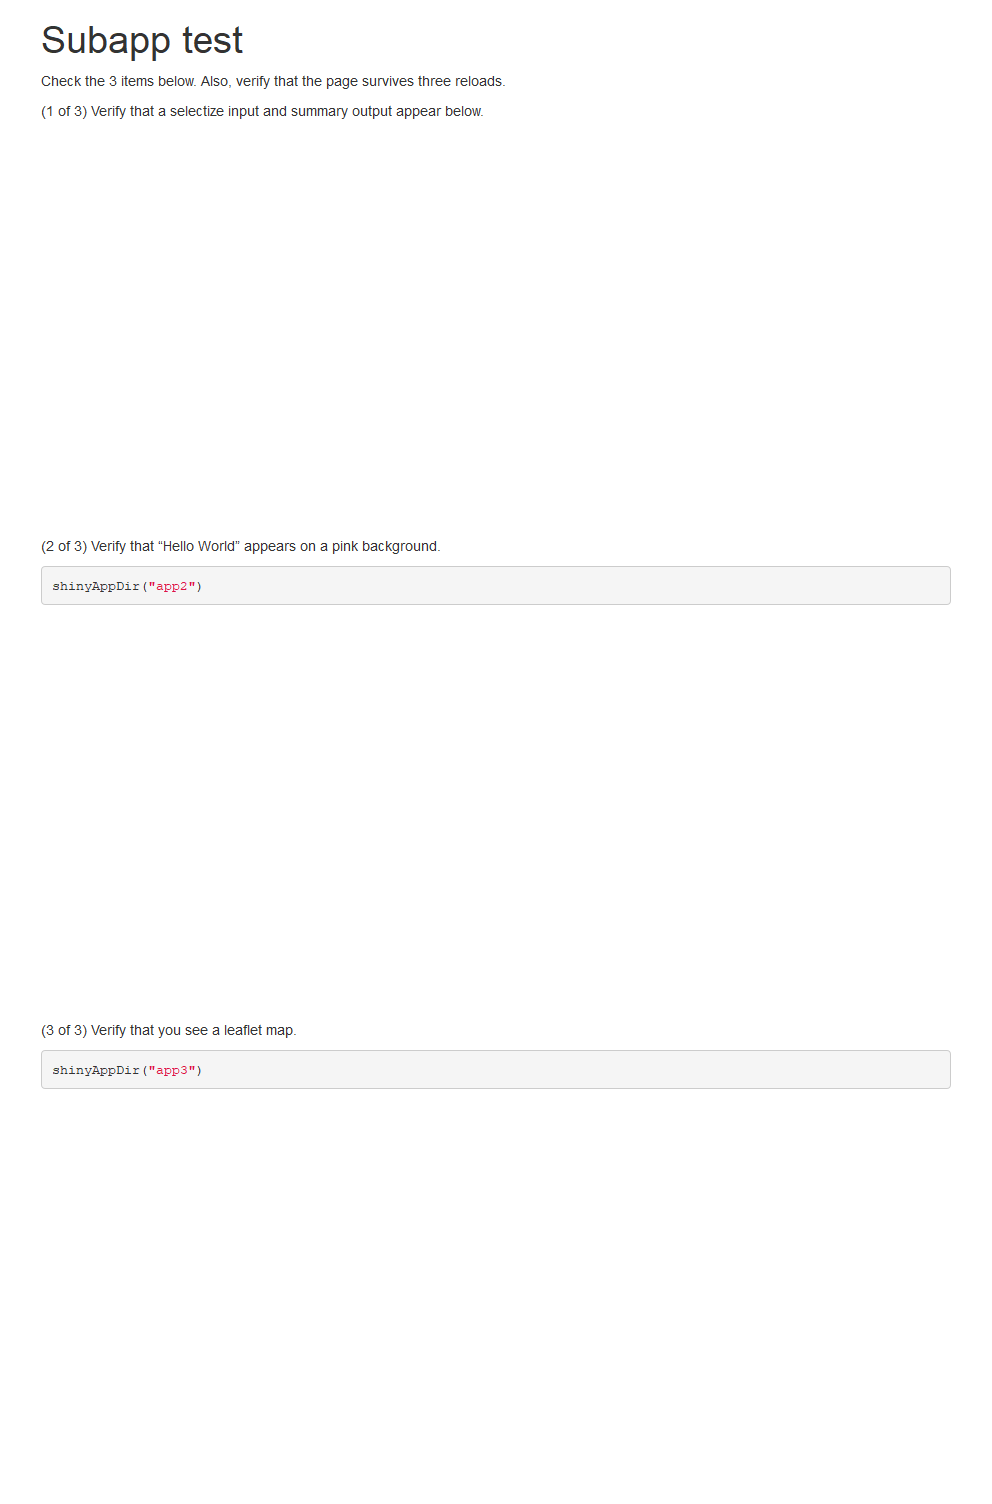 Subapp test
Check the 3 items below. Also, verify that the page survives three reloads.
(1 of 3) Verify that a selectize input and summary output appear below.
(2 of 3) Verify that “Hello World” appears on a pink background.
shinyAppDir("app2")
(3 of 3) Verify that you see a leaflet map.
shinyAppDir("app3")